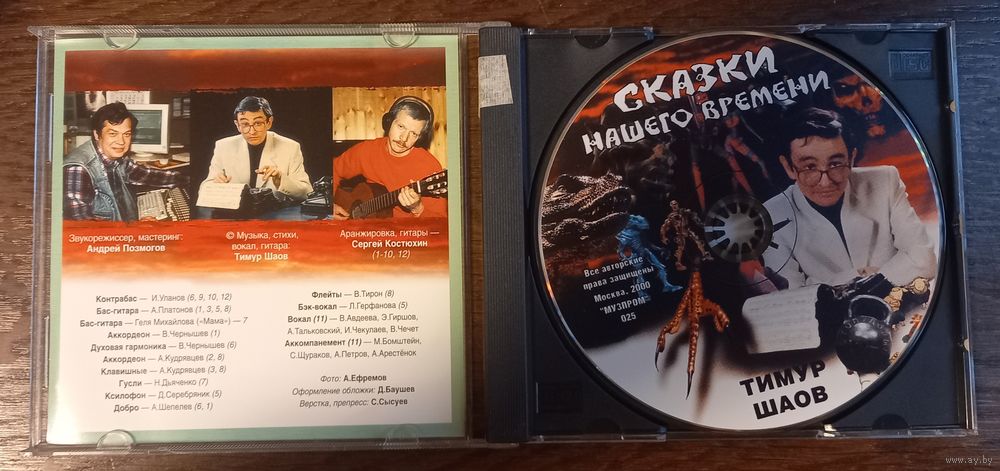 Звукорежиссер, мастеринг:
Андрей Позмогов
© Музыка, стихи,
вокал, гитара:
Тимур Шаов
Аранжировка, гитары —
Сергей Костюхин
(1-10, 12)
Контрабас — И.Уланов (6, 9, 10, 12)
Бас-гитара — А.Платонов (1, 3, 5, 8)
Бас-гитара — Геля Михайлова («Мама») — 7
Аккордеон — В.Чернышев (1)
Духовая гармоника — В.Чернышев (6)
Аккордеон — А.Кудрявцев (2, 8)
Клавишные — А.Кудрявцев (3, 8)
Гусли — Н.Дьяченко (7)
Ксилофон — Д.Серебряник (5)
Добро — А.Шепелев (6, 1)
Флейты — В.Тирон (8)
Бэк-вокал — Л.Герфанова (5)
Вокал (11) — В.Авдеева, Э.Гиршов,
А.Тальковский, И.Чекулаев, В.Чечет
Аккомпанемент (11) — М.Бомштейн,
С.Щураков, А.Петров, А.Арестёнок
Фото: А.Ефремов
Оформление обложки: Д.Баушев
Верстка, препресс: С.Сысуев
СКАЗКИ
НАШЕГО ВРЕМЕНИ
Все авторские
права защищены
Москва, 2000
"МУЗПРОМ"
025
ТИМУР
ШАОВ
www.ay.by